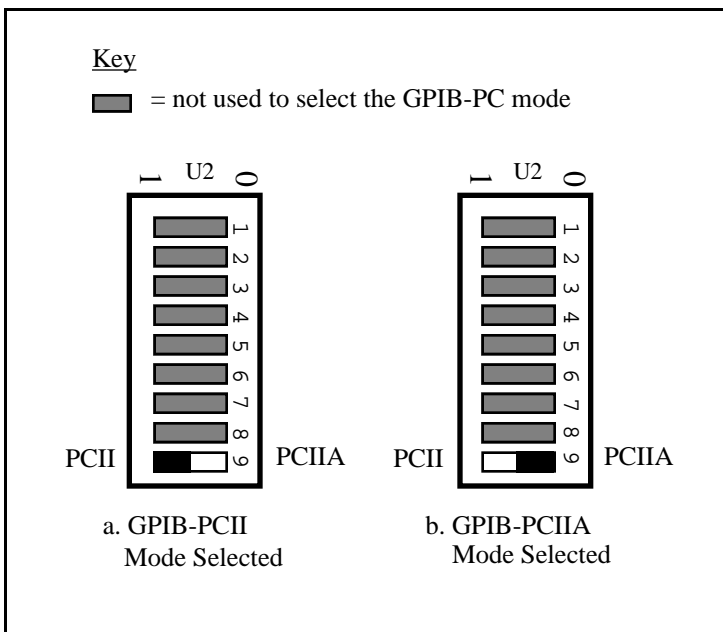 Key
= not used to select the GPIB-PC mode
1 U2 0
1
2
3
4
5
6
7
8
PCII 9 PCIIA
a. GPIB-PCII
Mode Selected
1 U2 0
1
2
3
4
5
6
7
8
PCII 9 PCIIA
b. GPIB-PCIIA
Mode Selected